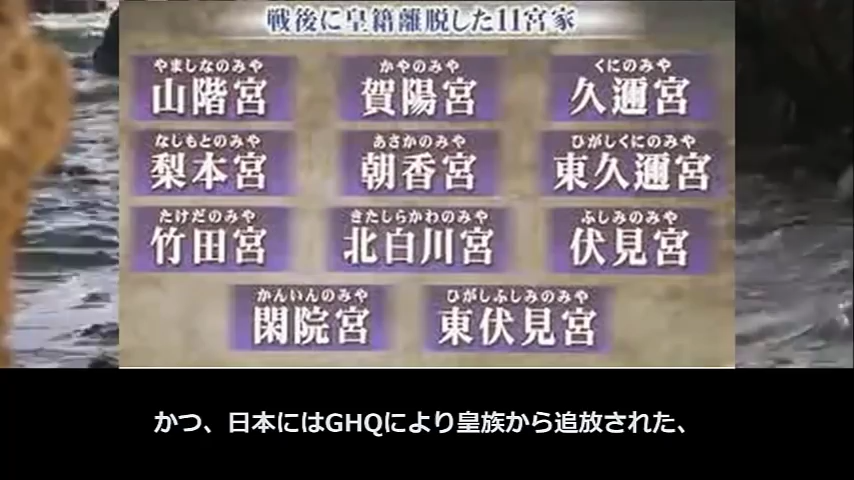 戦後に皇籍離脱した11宮家
やましなのみや かやのみや くにのみや
山階宮 賀陽宮 久邇宮
なしもとのみや あさかのみや ひがしくにのみや
梨本宮 朝香宮 東久邇宮
たけだのみや きたしらかわのみや ふしみのみや
竹田宮 北白川宮 伏見宮
かんいんのみや ひがしふしみのみや
閑院宮 東伏見宮
かつ、日本にはGHQにより皇族から追放された、